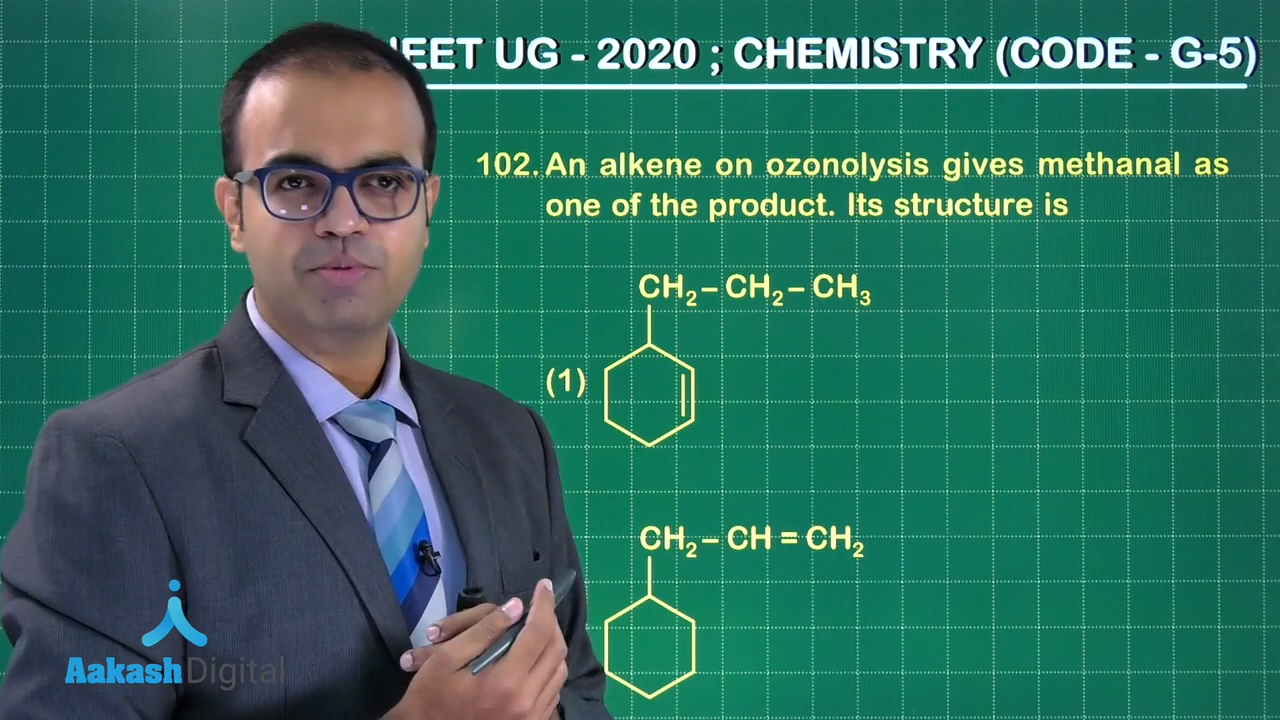 NEET UG - 2020 ; CHEMISTRY (CODE - G-5)
102. An alkene on ozonolysis gives methanal as
one of the product. Its structure is
CH₂ – CH₂ – CH₃
(1)
CH₂ – CH = CH₂
Aakash Digital